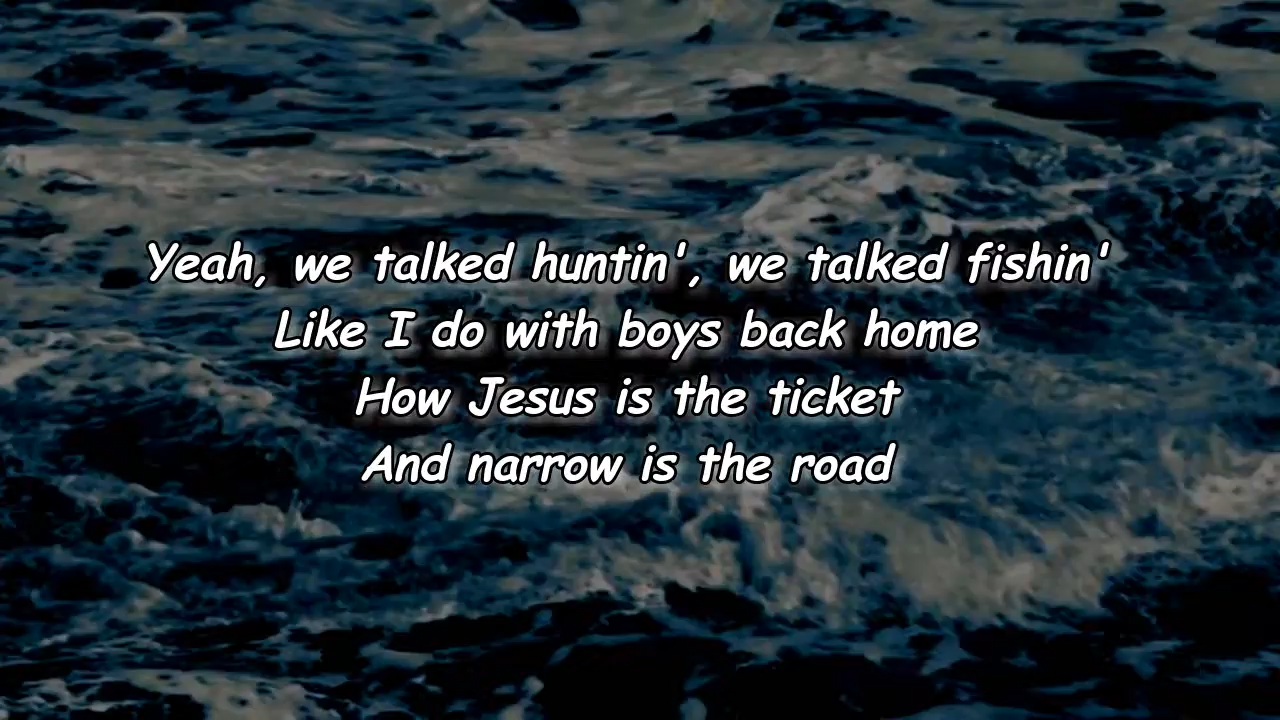 Yeah, we talked huntin', we talked fishin'
Like I do with boys back home
How Jesus is the ticket
And narrow is the road